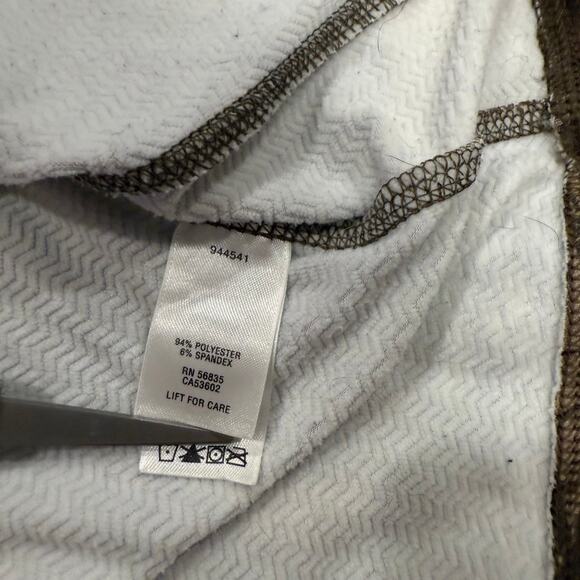 944541
94% POLYESTER
6% SPANDEX
RN 56835
CA53602
LIFT FOR CARE